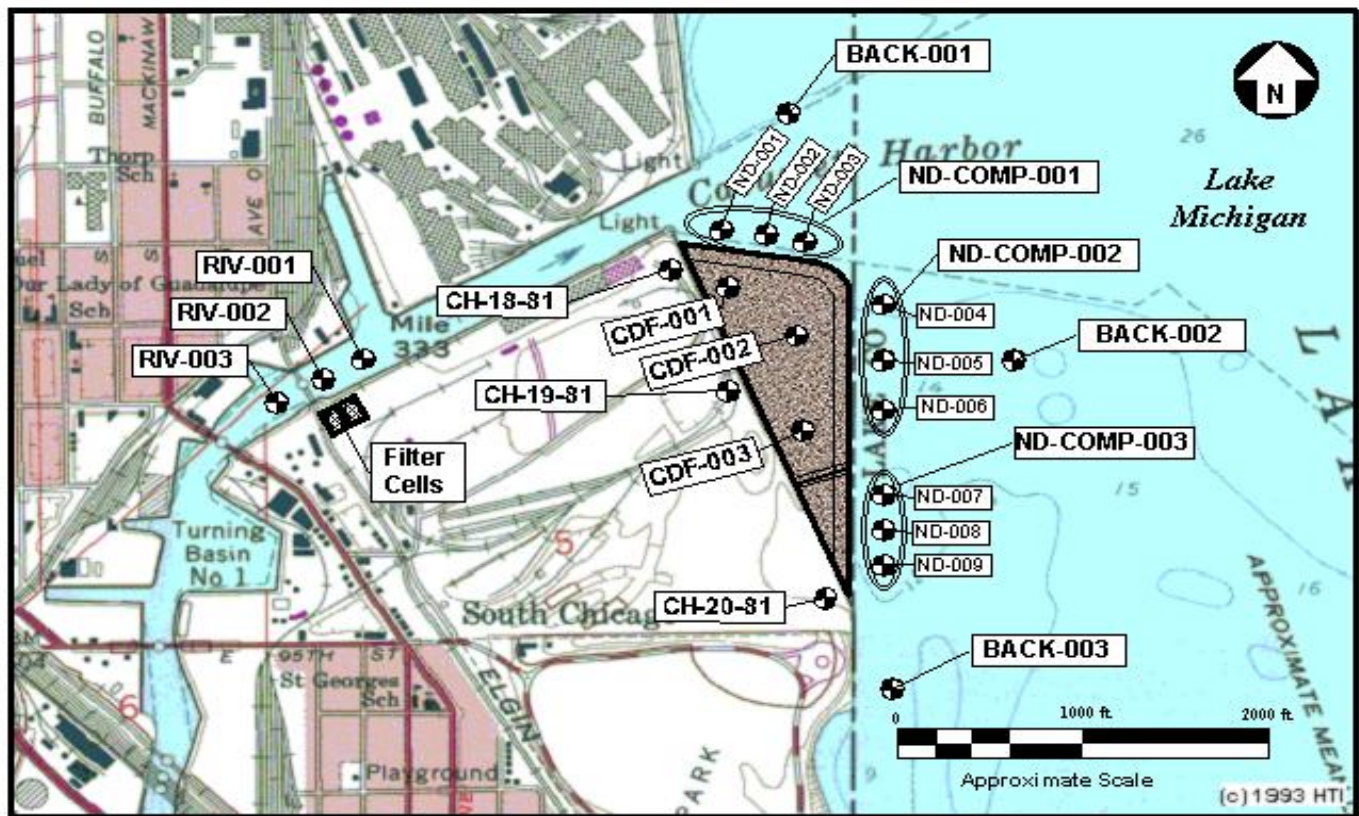 BUFFALO
MACKINAW
BACK-001
N
26
Thorp
Sch
AVE O
Light
Harbor
ND-001
ND-002
ND-003
ND-COMP-001
Lake
Michigan
Light
RIV-001
ND-COMP-002
Our Lady of Guadalupe
Sch
CH-18-81
RIV-002
Mile
333
CDF-001
ND-004
BACK-002
RIV-003
CDF-002
ND-005
CH-19-81
ND-006
ND-COMP-003
Filter
Cells
CDF-003
ND-007
15
Turning
Basin
No 1
5
ND-008
ND-009
16
South Chicago
CH-20-81
APPROXIMATE MEAN
E
95TH ST
St Georges
Sch
ELGIN
BACK-003
6
0
1000 ft.
2000 ft.
Playground
PARK
9
Approximate Scale
(c) 1993 HTI